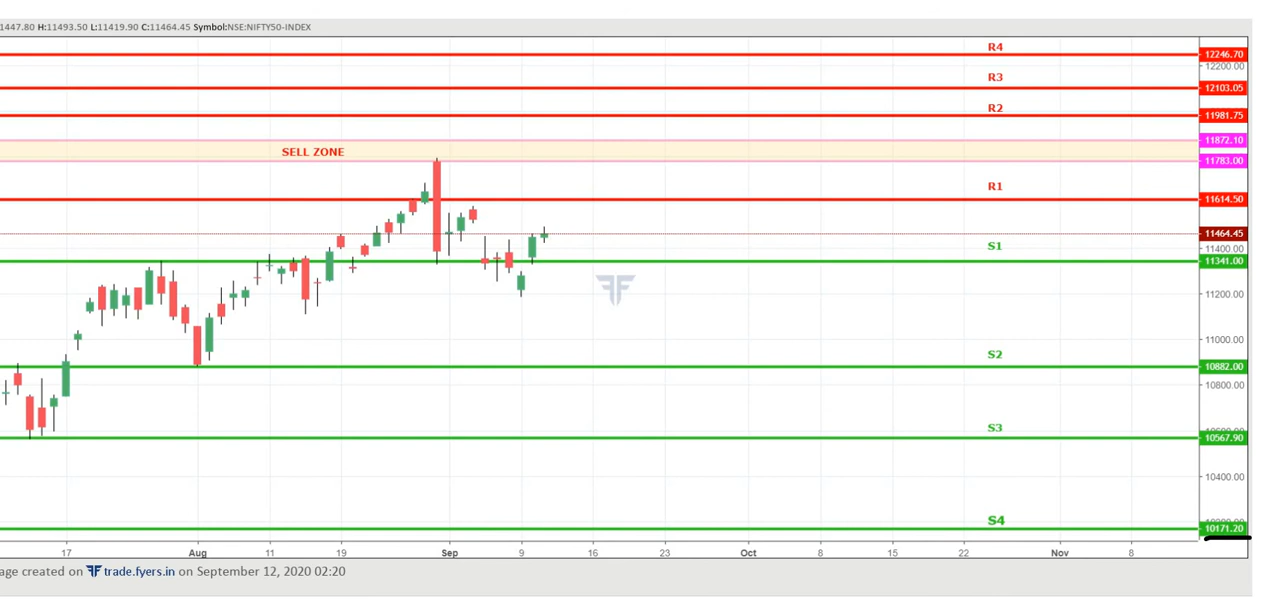 1447.80 H:11493.50 L:11419.90 C:11464.45 Symbol:NSE:NIFTY50-INDEX
R4
12246.70
12200.00
R3
12103.05
R2
11981.75
11872.10
SELL ZONE
11783.00
R1
11614.50
11464.45
S1
11400.00
11341.00
11200.00
11000.00
S2
10882.00
10800.00
S3
10567.90
10400.00
S4
10171.20
17 Aug 11 19 Sep 9 16 23 Oct 8 15 22 Nov 8
age created on trade.fyers.in on September 12, 2020 02:20